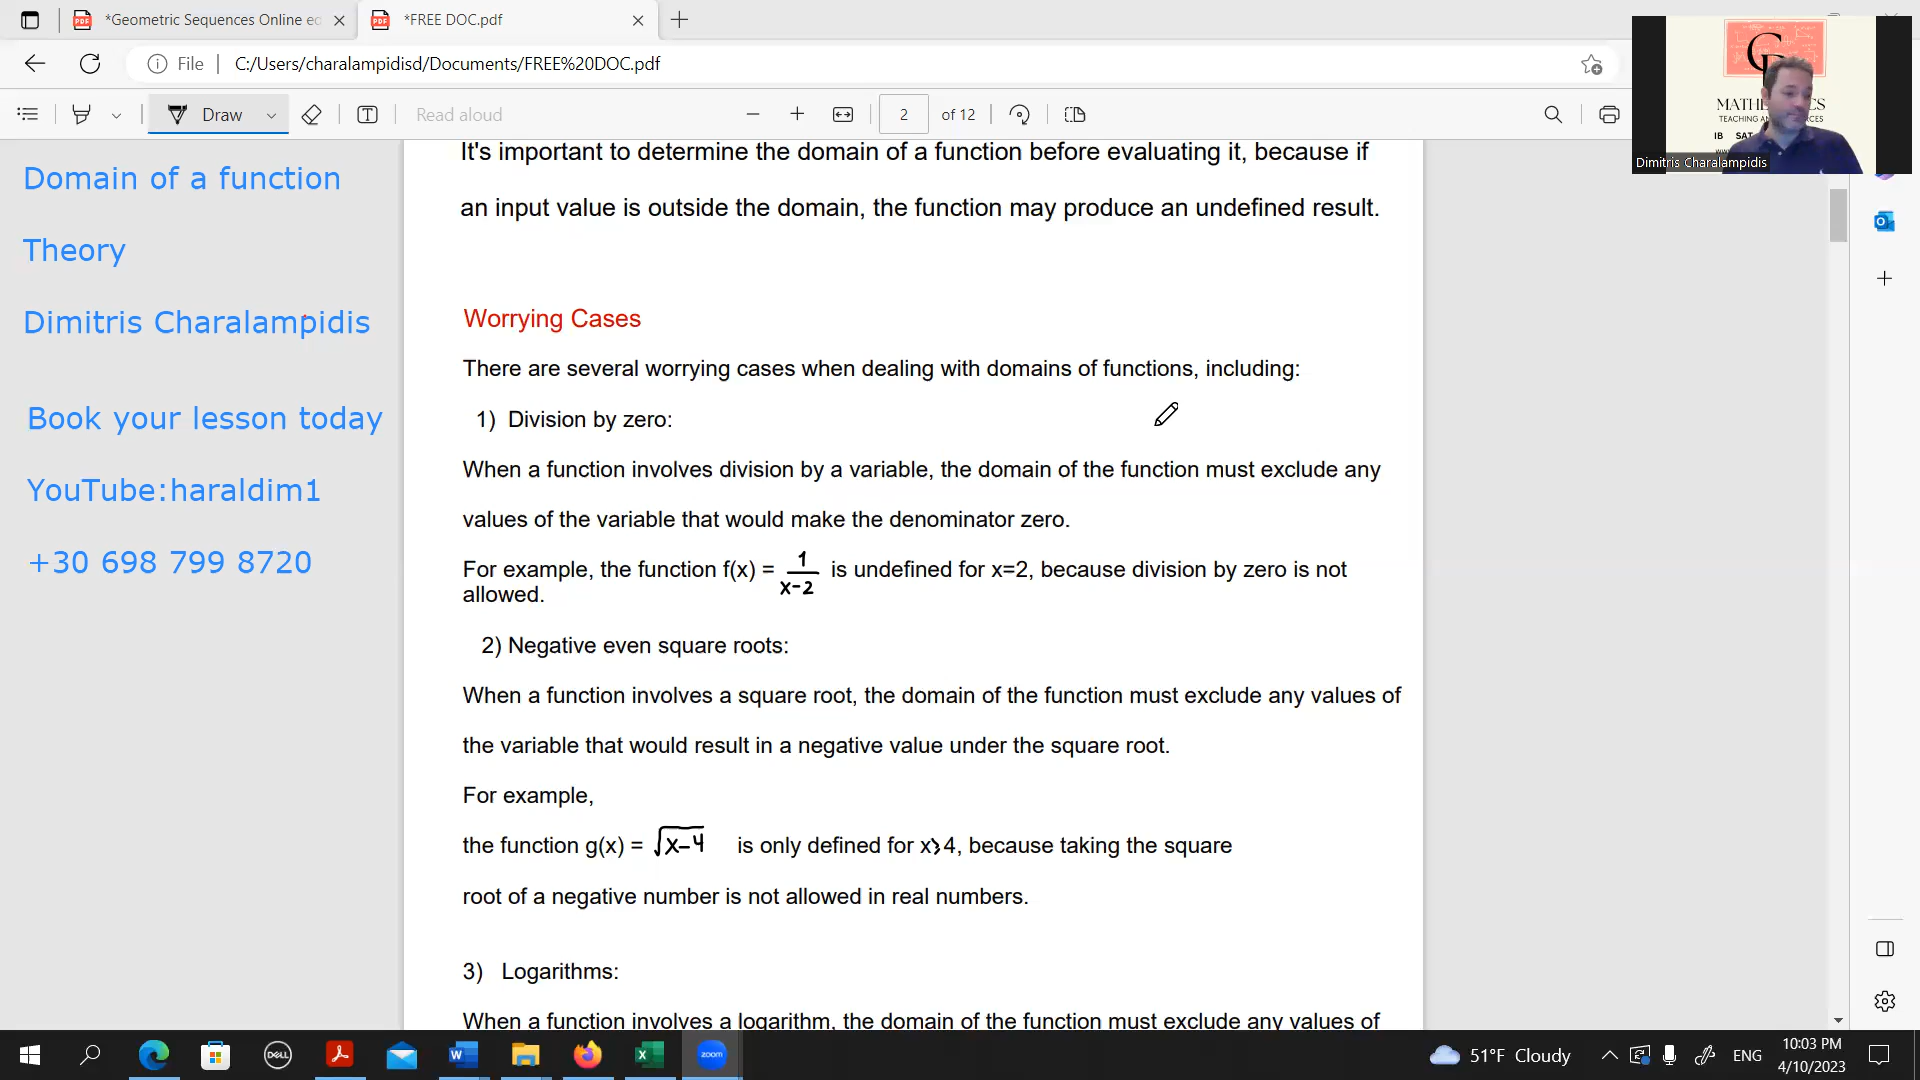 *Geometric Sequences Online ed
*FREE DOC.pdf
File
C:/Users/charalampidisd/Documents/FREE%20DOC.pdf
Draw
Read aloud
2
of 12
Dimitris Charalampidis
IB SAT
Domain of a function
Theory
Dimitris Charalampidis
Book your lesson today
YouTube:haraldim1
+30 698 799 8720
It's important to determine the domain of a function before evaluating it, because if
an input value is outside the domain, the function may produce an undefined result.
Worrying Cases
There are several worrying cases when dealing with domains of functions, including:
1) Division by zero:
When a function involves division by a variable, the domain of the function must exclude any
values of the variable that would make the denominator zero.
For example, the function f(x) = 1/x-2 is undefined for x=2, because division by zero is not
allowed.
2) Negative even square roots:
When a function involves a square root, the domain of the function must exclude any values of
the variable that would result in a negative value under the square root.
For example,
the function g(x) = √x-4 is only defined for x⩾4, because taking the square
root of a negative number is not allowed in real numbers.
3) Logarithms:
When a function involves a logarithm, the domain of the function must exclude any values of
DELL
zoom
51°F Cloudy
ENG
10:03 PM
4/10/2023